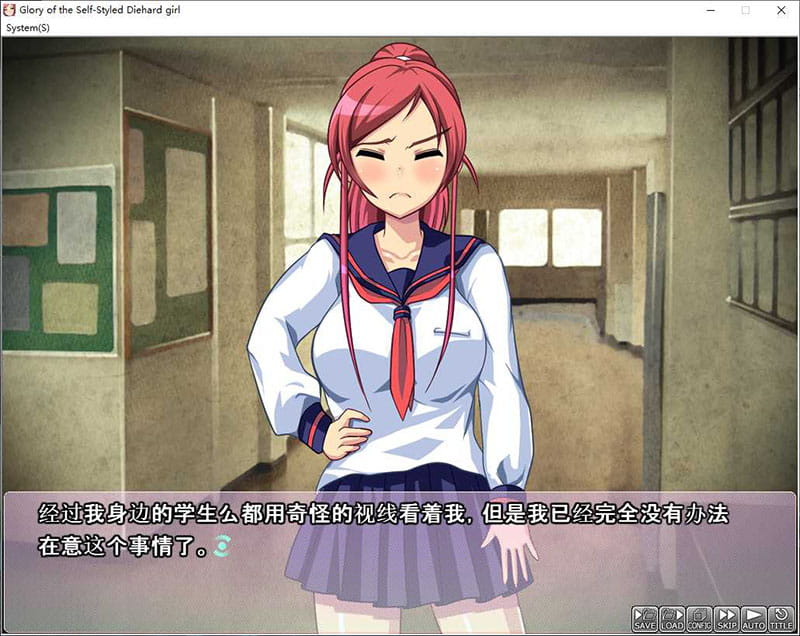 Glory of the Self-Styled Diehard girl
System(S)
经过我身边的学生么都用奇怪的视线看着我, 但是我已经完全没有办法
在意这个事情了。
SAVE LOAD CONFIG SKIP AUTO TITLE